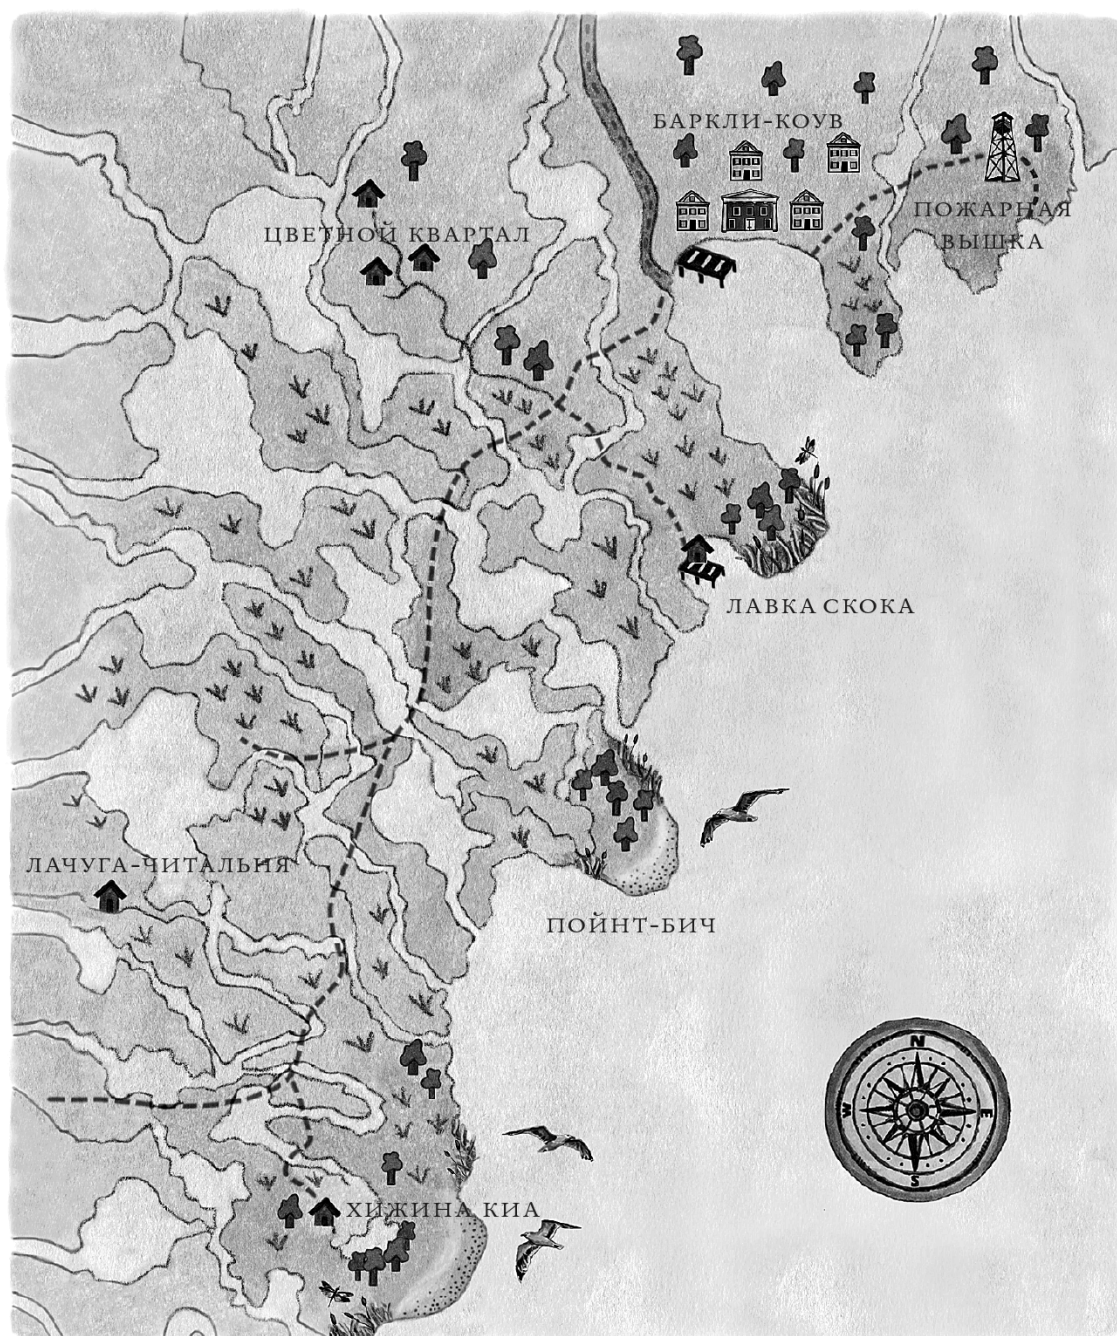 БАРКЛИ-КОУВ
ПОЖАРНАЯ
ВЫШКА
ЦВЕТНОЙ КВАРТАЛ
ЛАВКА СКОКА
ЛАЧУГА-ЧИТАЛЬНЯ
ПОЙНТ-БИЧ
N
W
E
S
ХИЖИНА КИА